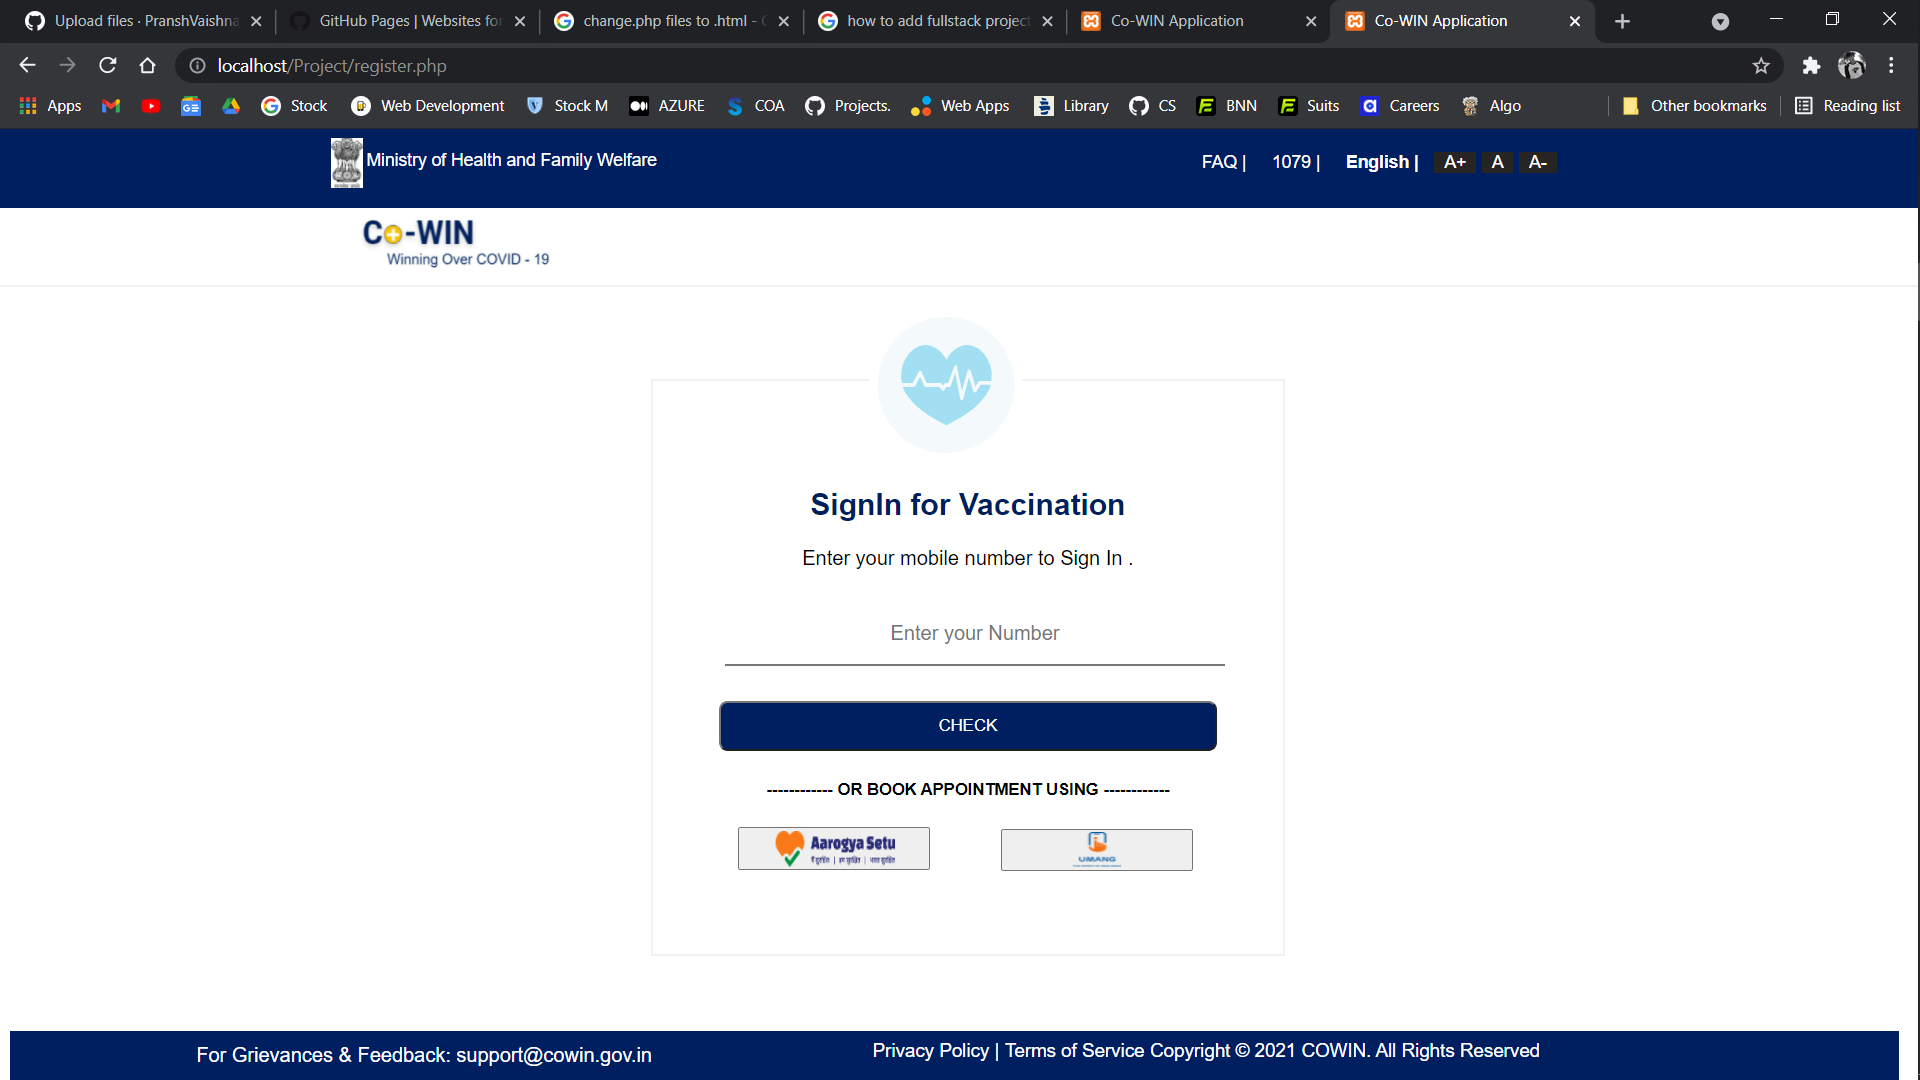 Upload files · PranshVaishna
GitHub Pages | Websites for
change.php files to .html - G
how to add fullstack project
Co-WIN Application
Co-WIN Application
localhost/Project/register.php
Apps
Stock
Web Development
Stock M
AZURE
COA
Projects.
Web Apps
Library
CS
BNN
Suits
Careers
Algo
Other bookmarks
Reading list
Ministry of Health and Family Welfare
FAQ | 1079 | English | A+ A A-
Co-WIN
Winning Over COVID - 19
SignIn for Vaccination
Enter your mobile number to Sign In .
Enter your Number
CHECK
------------ OR BOOK APPOINTMENT USING ------------
Aarogya Setu
मैं सुरक्षित | हम सुरक्षित | भारत सुरक्षित
UMANG
For Grievances & Feedback: support@cowin.gov.in
Privacy Policy | Terms of Service Copyright © 2021 COWIN. All Rights Reserved